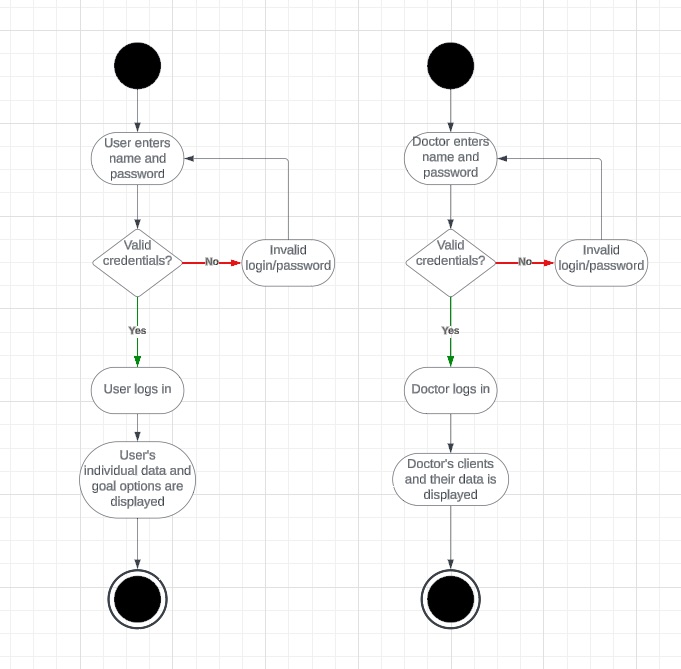 User enters
name and
password
Valid
credentials?
No
Invalid
login/password
Yes
User logs in
User's
individual data and
goal options are
displayed
Doctor enters
name and
password
Valid
credentials?
No
Invalid
login/password
Yes
Doctor logs in
Doctor's clients
and their data is
displayed